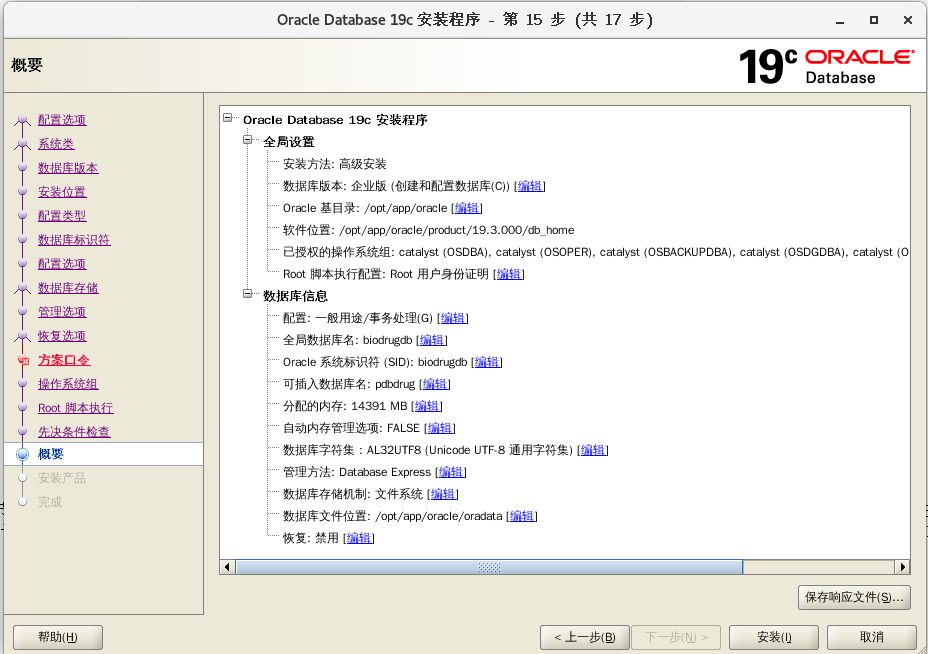 Oracle Database 19c 安装程序 - 第 15 步 (共 17 步)
概要
19c ORACLE Database
配置选项
系统类
数据库版本
安装位置
配置类型
数据库标识符
配置选项
数据库存储
管理选项
恢复选项
方案口令
操作系统组
Root 脚本执行
先决条件检查
概要
安装产品
完成
Oracle Database 19c 安装程序
全局设置
安装方法: 高级安装
数据库版本: 企业版 (创建和配置数据库(C)) [编辑]
Oracle 基目录: /opt/app/oracle [编辑]
软件位置: /opt/app/oracle/product/19.3.000/db_home
已授权的操作系统组: catalyst (OSDBA), catalyst (OSOPER), catalyst (OSBACKUPDBA), catalyst (OSDGDBA), catalyst (OS
Root 脚本执行配置: Root 用户身份证明 [编辑]
数据库信息
配置: 一般用途/事务处理(G) [编辑]
全局数据库名: biodrugdb [编辑]
Oracle 系统标识符 (SID): biodrugdb [编辑]
可插入数据库名: pdbdrug [编辑]
分配的内存: 14391 MB [编辑]
自动内存管理选项: FALSE [编辑]
数据库字符集 : AL32UTF8 (Unicode UTF-8 通用字符集) [编辑]
管理方法: Database Express [编辑]
数据库存储机制: 文件系统 [编辑]
数据库文件位置: /opt/app/oracle/oradata [编辑]
恢复: 禁用 [编辑]
保存响应文件(S)...
帮助(H)
< 上一步(B)
下一步(N) >
安装(I)
取消